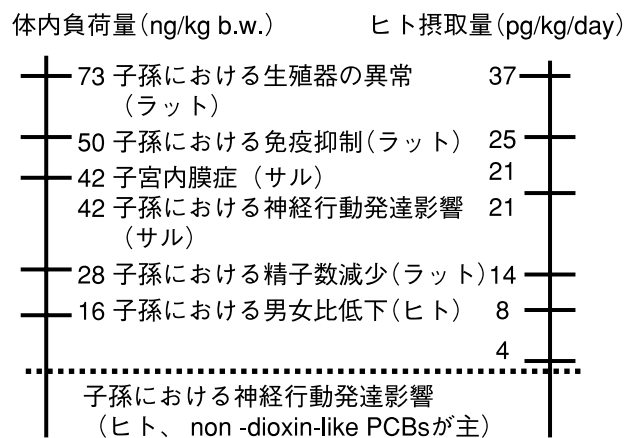 体内負荷量(ng/kg b.w.) ヒト摂取量(pg/kg/day)
73 子孫における生殖器の異常 37
(ラット)
50 子孫における免疫抑制(ラット) 25
42 子宮内膜症 (サル) 21
42 子孫における神経行動発達影響 21
(サル)
28 子孫における精子数減少(ラット) 14
16 子孫における男女比低下(ヒト) 8
4
子孫における神経行動発達影響
(ヒト、 non -dioxin-like PCBsが主)